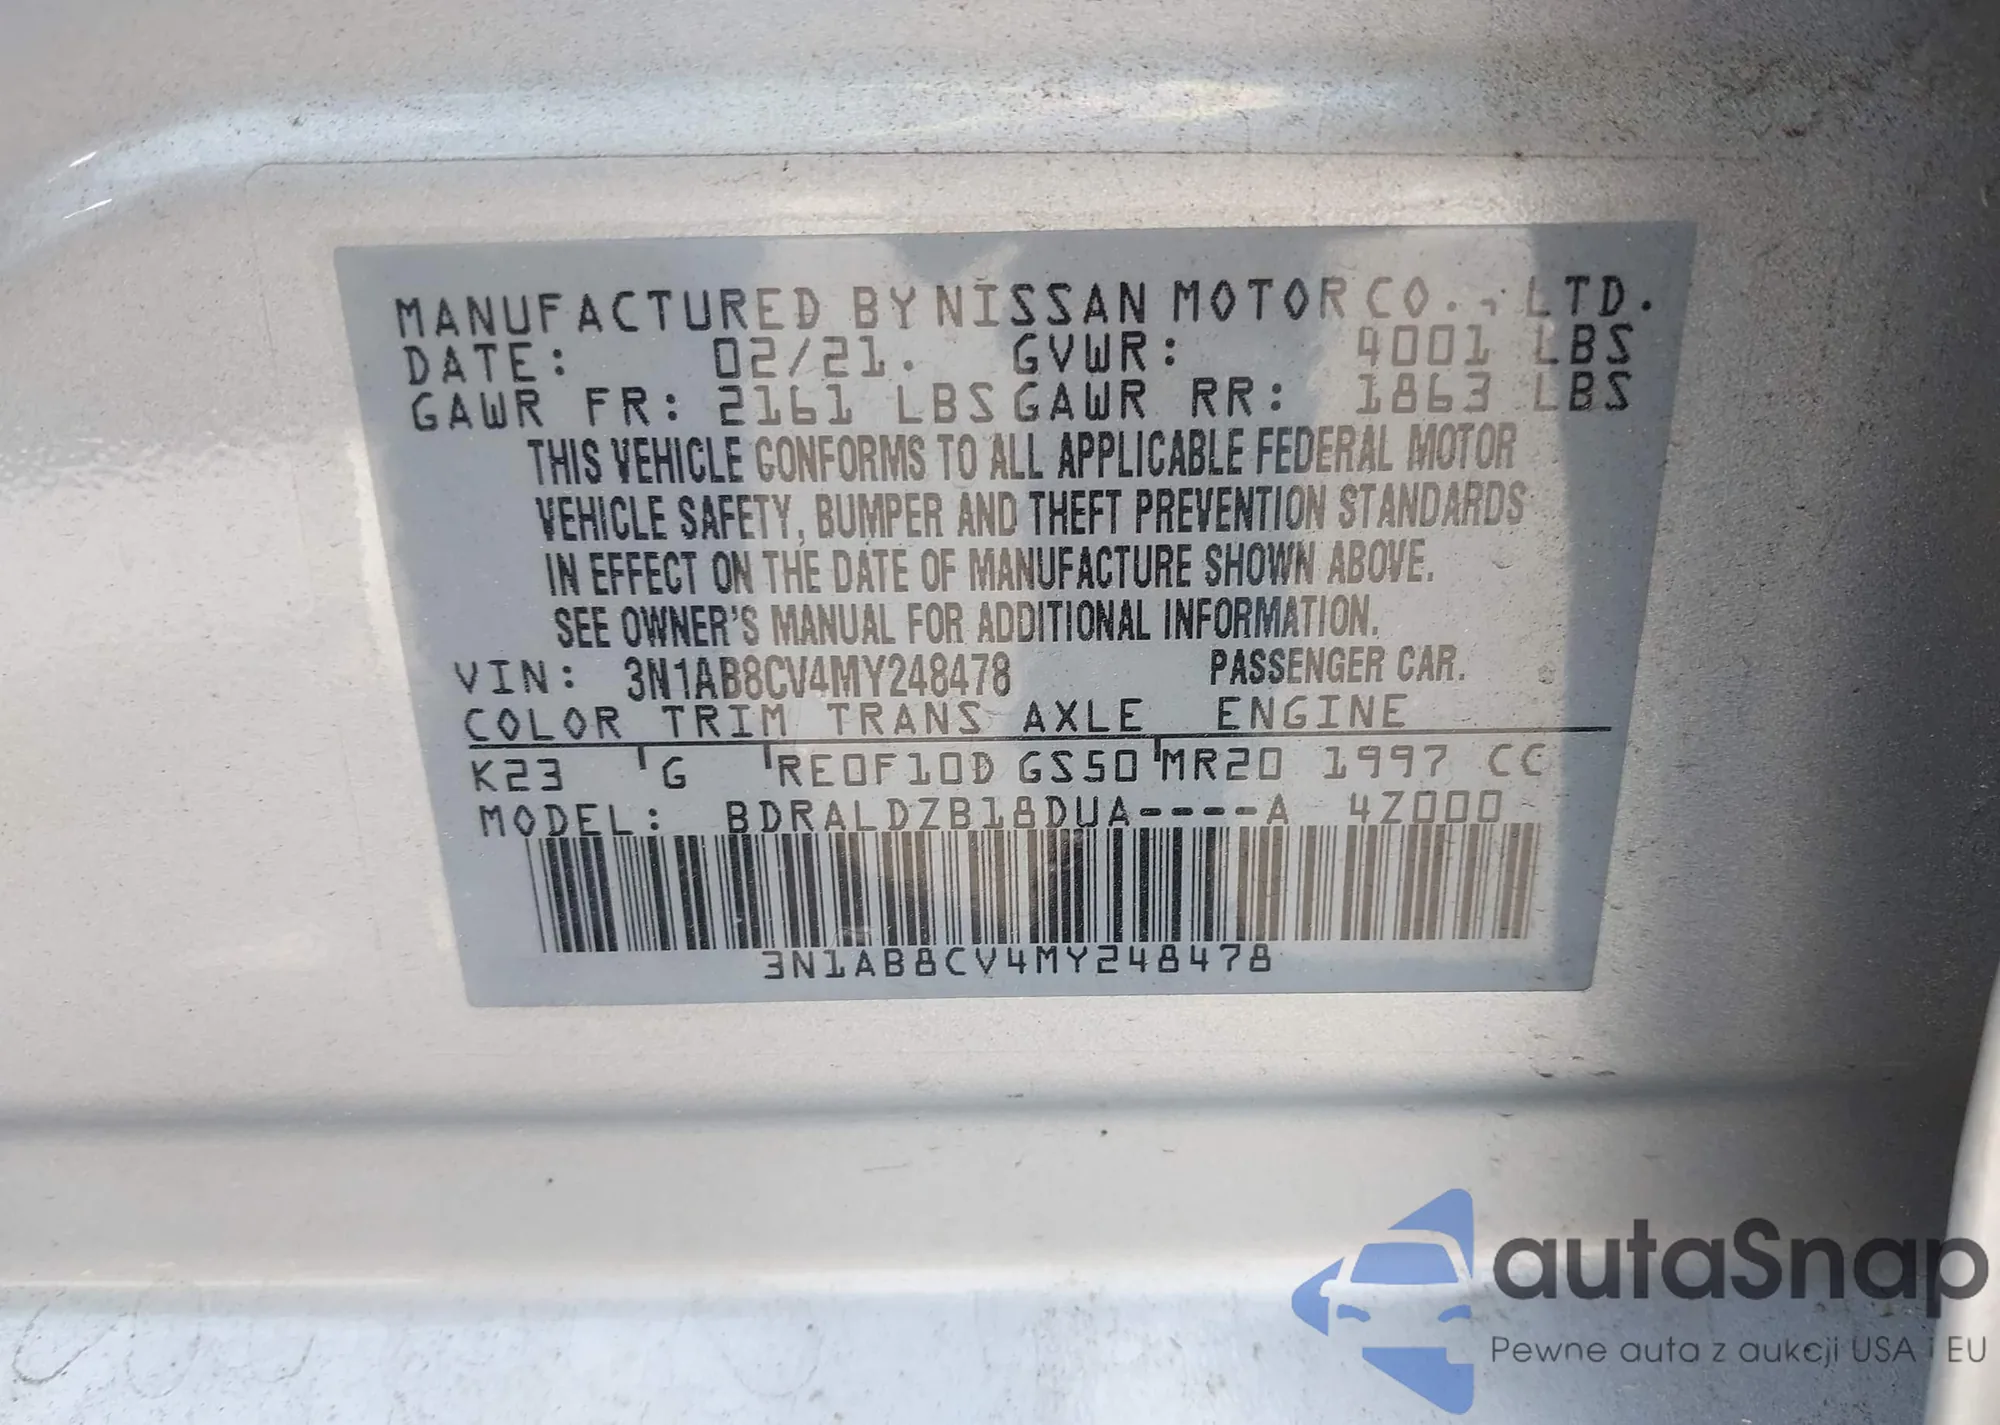 MANUFACTURED BY NISSAN MOTOR CO., LTD.
DATE: 02/21. GVWR: 4001 LBS
GAWR FR: 2161 LBS GAWR RR: 1863 LBS
THIS VEHICLE CONFORMS TO ALL APPLICABLE FEDERAL MOTOR
VEHICLE SAFETY, BUMPER AND THEFT PREVENTION STANDARDS
IN EFFECT ON THE DATE OF MANUFACTURE SHOWN ABOVE.
SEE OWNER'S MANUAL FOR ADDITIONAL INFORMATION.
VIN: 3N1AB8CV4MY248478 PASSENGER CAR.
COLOR TRIM TRANS AXLE ENGINE
K23 G RE0F10D GS50 MR20 1997 CC
MODEL: BDRALDZB18DUA----A 4Z000
3N1AB8CV4MY248478
autaSnap
Pewne auta z aukcji USA i EU